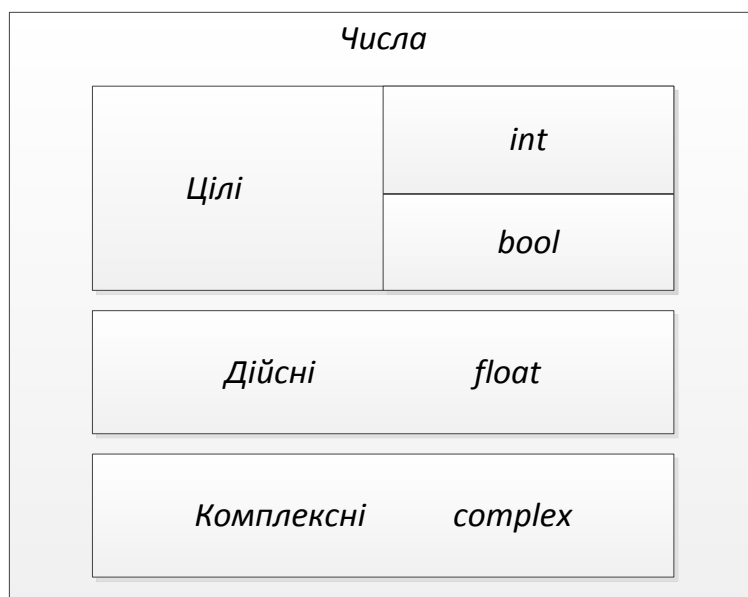 Числа
Цілі
int
bool
Дійсні float
Комплексні complex